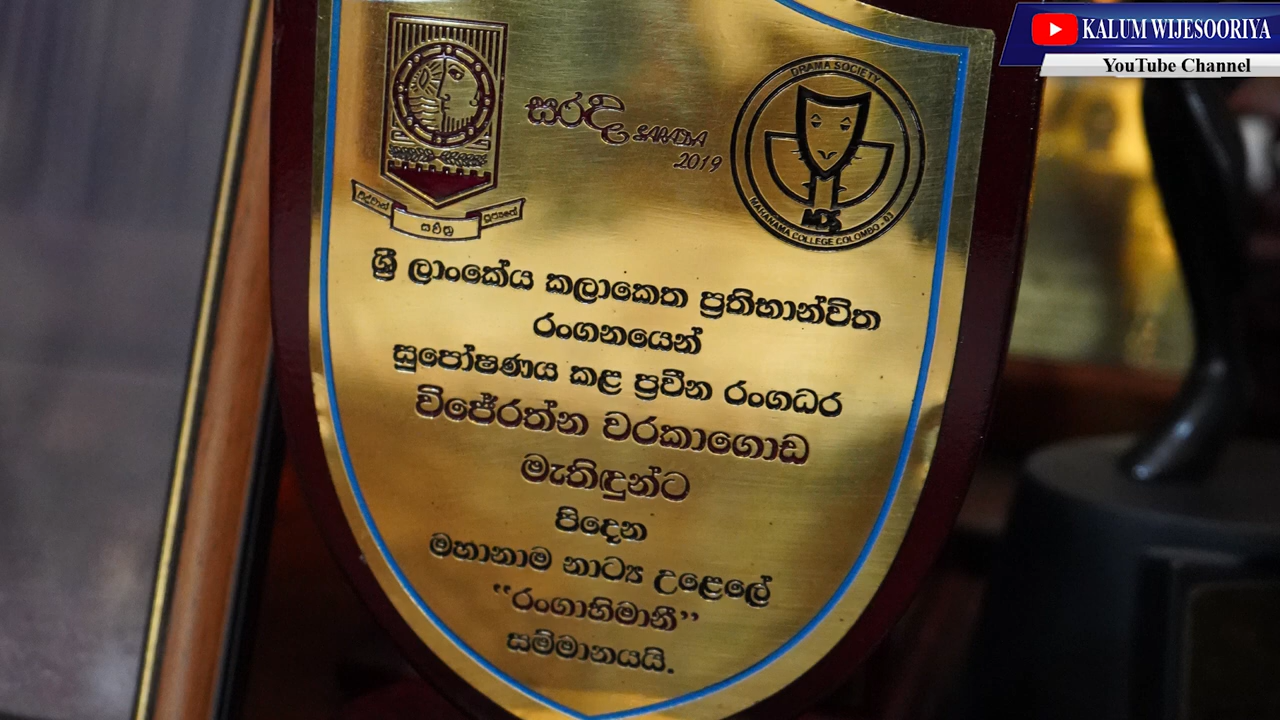 KALUM WIJESOORIYA
YouTube Channel
සරදා SARADA
2019
DRAMA SOCIETY
MDS
MAHANAMA COLLEGE COLOMBO - 03
ශ්‍රී ලාංකේය කලාකෙත ප්‍රතිභාන්විත
රංගනයෙන්
සුපෝෂණය කළ ප්‍රවීන රංගධර
විජේරත්න වරකාගොඩ
මැතිඳුන්ට
පිදෙන
මහානාම නාට්‍ය උළෙලේ
“රංගාභිමානී”
සම්මානයයි.